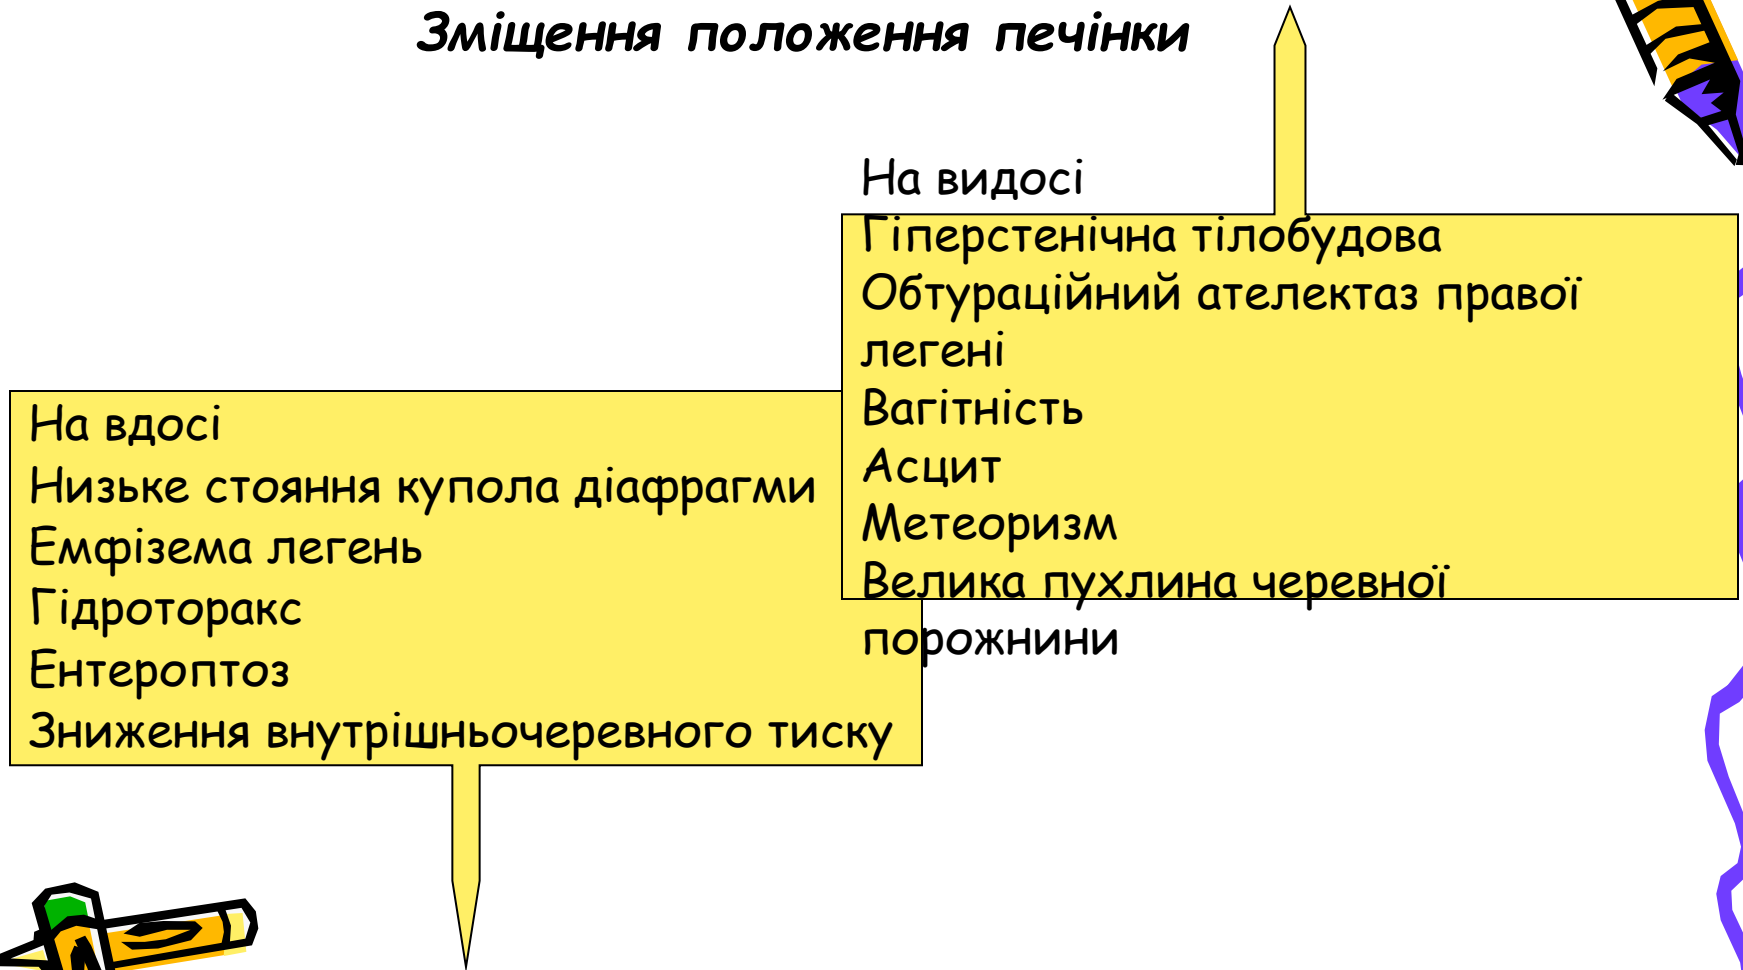 Зміщення положення печінки
На видосі
Гіперстенічна тілобудова
Обтураційний ателектаз правої
легені
Вагітність
Асцит
Метеоризм
Велика пухлина черевної
порожнини
На вдосі
Низьке стояння купола діафрагми
Емфізема легень
Гідроторакс
Ентероптоз
Зниження внутрішньочеревного тиску